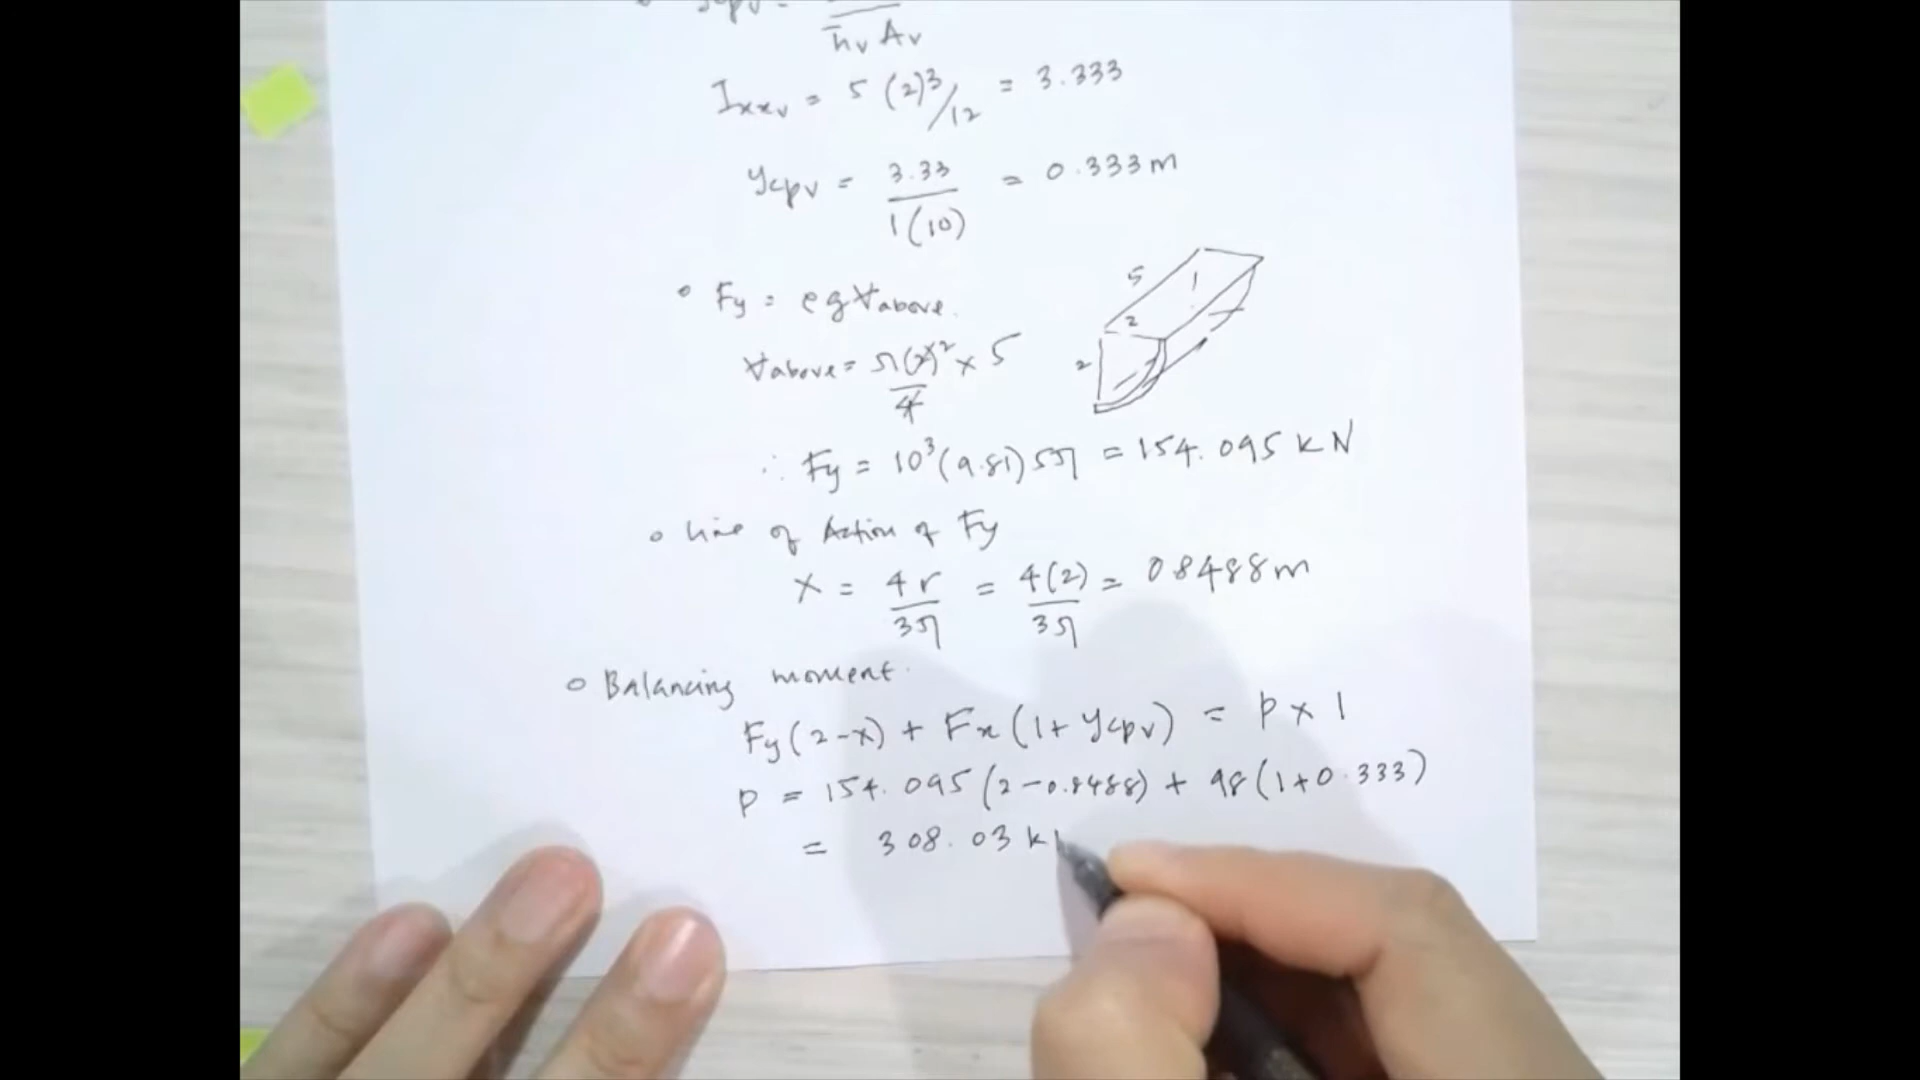 h̄v Av
Ixxv = 5 (2)³/12 = 3.333
ycpv = 3.33 / 1(10) = 0.333m
Fy = ρg∀above.
5
1
2
2
∀above = π(2)² / 4 × 5
∴ Fy = 10³(9.81)5π = 154.095 kN
Line of Action of Fy
x = 4r / 3π = 4(2) / 3π = 0.8488m
Balancing moment.
Fy(2-x) + Fx(1+ycpv) = P × 1
P = 154.095(2-0.8488) + 98(1+0.333)
= 308.03 k